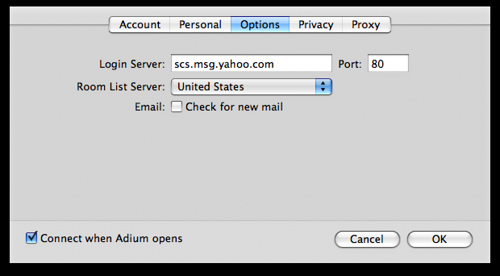 Account Personal Options Privacy Proxy
Login Server: scs.msg.yahoo.com Port: 80
Room List Server: United States
Email: Check for new mail
Connect when Adium opens Cancel OK